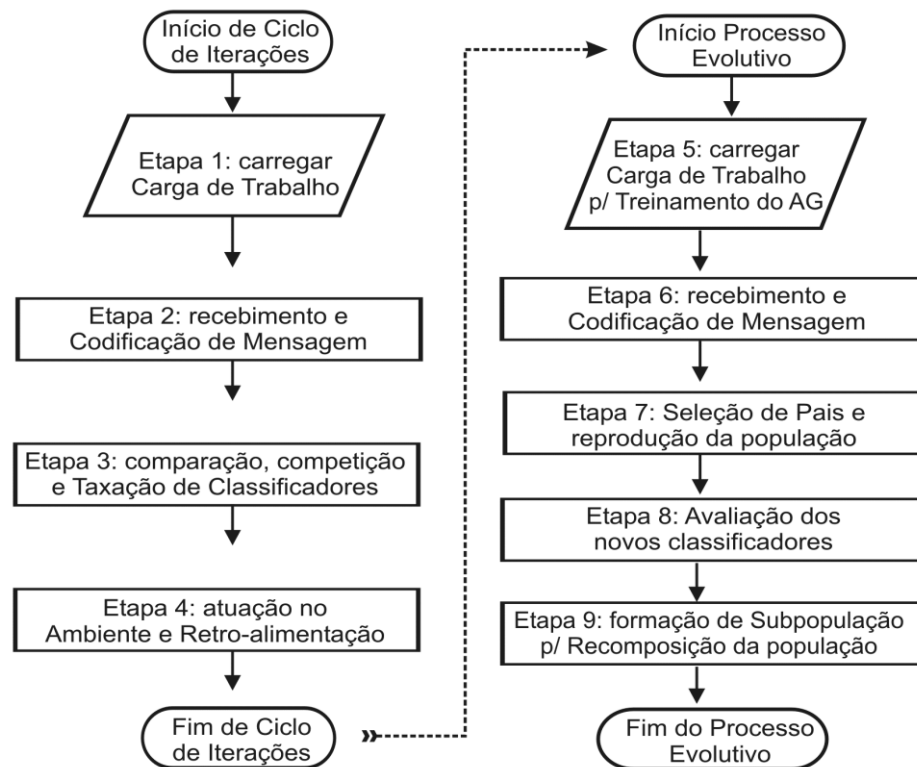 Início de Ciclo
de Iterações
Etapa 1: carregar
Carga de Trabalho
Etapa 2: recebimento e
Codificação de Mensagem
Etapa 3: comparação, competição
e Taxação de Classificadores
Etapa 4: atuação no
Ambiente e Retro-alimentação
Fim de Ciclo
de Iterações
Início Processo
Evolutivo
Etapa 5: carregar
Carga de Trabalho
p/ Treinamento do AG
Etapa 6: recebimento e
Codificação de Mensagem
Etapa 7: Seleção de Pais e
reprodução da população
Etapa 8: Avaliação dos
novos classificadores
Etapa 9: formação de Subpopulação
p/ Recomposição da população
Fim do Processo
Evolutivo